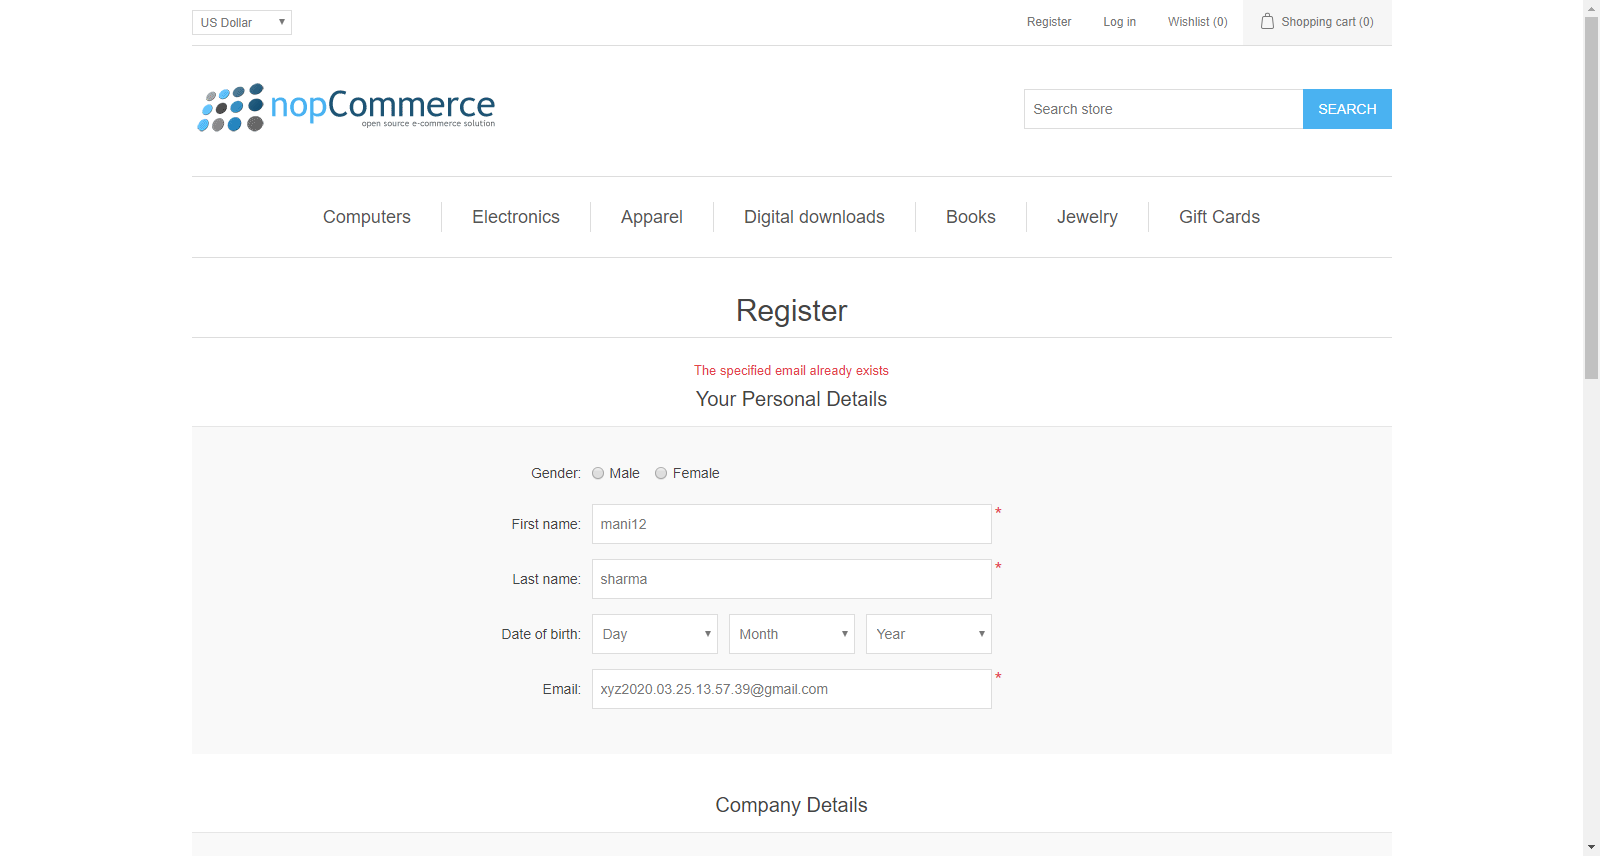 US Dollar
Register Log in Wishlist (0) Shopping cart (0)
nopCommerce
open source e-commerce solution
Search store SEARCH
Computers Electronics Apparel Digital downloads Books Jewelry Gift Cards
Register
The specified email already exists
Your Personal Details
Gender: Male Female
First name: mani12 *
Last name: sharma *
Date of birth: Day Month Year
Email: xyz2020.03.25.13.57.39@gmail.com *
Company Details